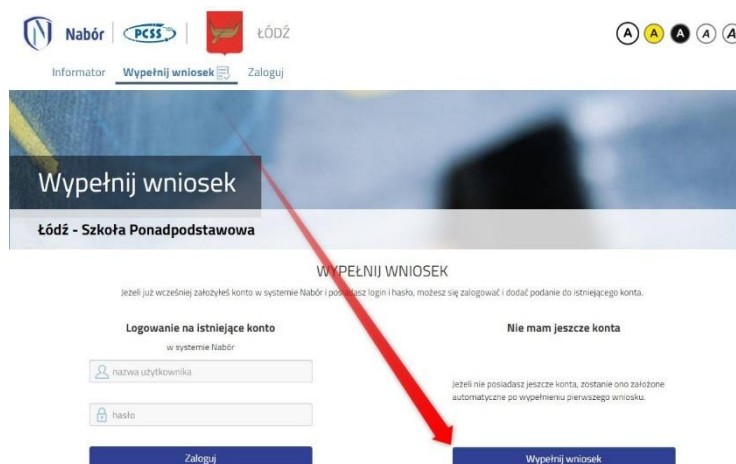 Nabór
PCSS
ŁÓDŹ
A A A A A
Informator Wypełnij wniosek Zaloguj
Wypełnij wniosek
Łódź - Szkoła Ponadpodstawowa
WYPEŁNIJ WNIOSEK
Jeżeli już wcześniej założyłeś konto w systemie Nabór i posiadasz login i hasło, możesz się zalogować i dodać podanie do istniejącego konta.
Logowanie na istniejące konto
w systemie Nabór
nazwa użytkownika
hasło
Zaloguj
Nie mam jeszcze konta
Jeżeli nie posiadasz jeszcze konta, zostanie ono założone
automatyczne po wypełnieniu pierwszego wniosku.
Wypełnij wniosek